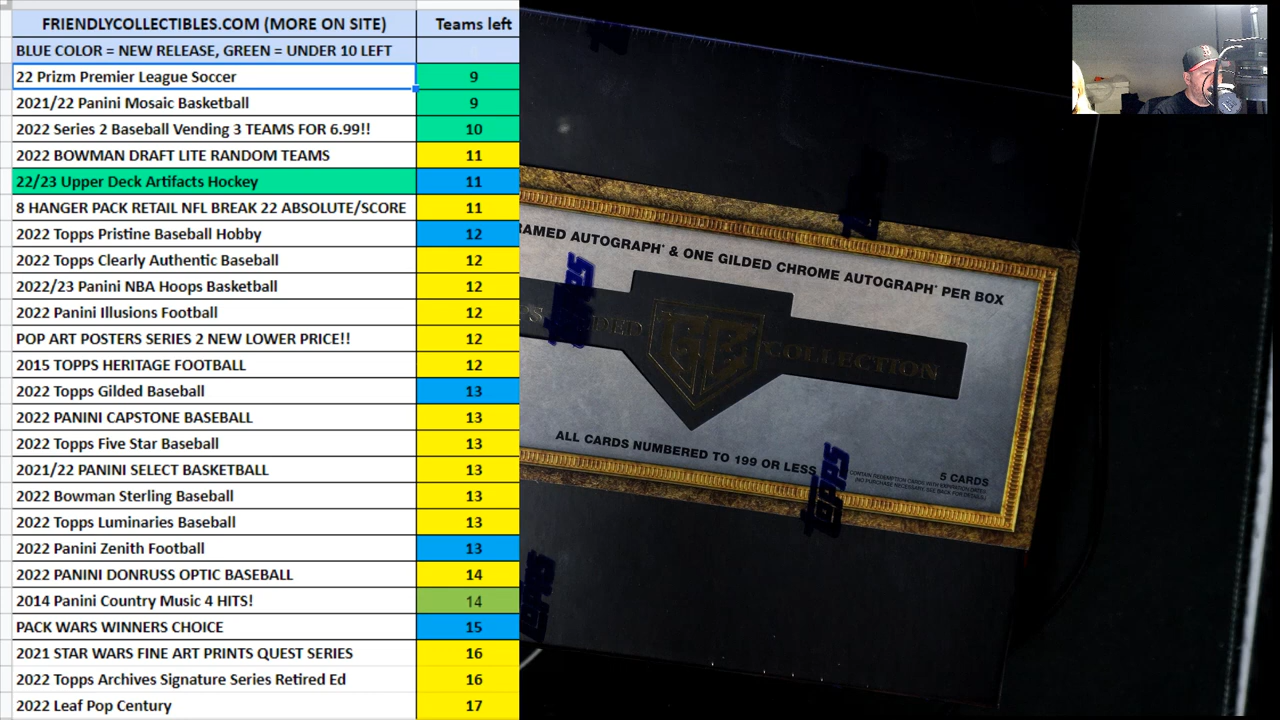 FRIENDLYCOLLECTIBLES.COM (MORE ON SITE) Teams left
BLUE COLOR = NEW RELEASE, GREEN = UNDER 10 LEFT
22 Prizm Premier League Soccer 9
2021/22 Panini Mosaic Basketball 9
2022 Series 2 Baseball Vending 3 TEAMS FOR 6.99!! 10
2022 BOWMAN DRAFT LITE RANDOM TEAMS 11
22/23 Upper Deck Artifacts Hockey 11
8 HANGER PACK RETAIL NFL BREAK 22 ABSOLUTE/SCORE 11
2022 Topps Pristine Baseball Hobby 12
2022 Topps Clearly Authentic Baseball 12
2022/23 Panini NBA Hoops Basketball 12
2022 Panini Illusions Football 12
POP ART POSTERS SERIES 2 NEW LOWER PRICE!! 12
2015 TOPPS HERITAGE FOOTBALL 12
2022 Topps Gilded Baseball 13
2022 PANINI CAPSTONE BASEBALL 13
2022 Topps Five Star Baseball 13
2021/22 PANINI SELECT BASKETBALL 13
2022 Bowman Sterling Baseball 13
2022 Topps Luminaries Baseball 13
2022 Panini Zenith Football 13
2022 PANINI DONRUSS OPTIC BASEBALL 14
2014 Panini Country Music 4 HITS! 14
PACK WARS WINNERS CHOICE 15
2021 STAR WARS FINE ART PRINTS QUEST SERIES 16
2022 Topps Archives Signature Series Retired Ed 16
2022 Leaf Pop Century 17
RAMED AUTOGRAPH* & ONE GILDED CHROME AUTOGRAPH* PER BOX
COLLECTION
ALL CARDS NUMBERED TO 199 OR LESS
5 CARDS
TOPPS
TOPPS
TOPPS